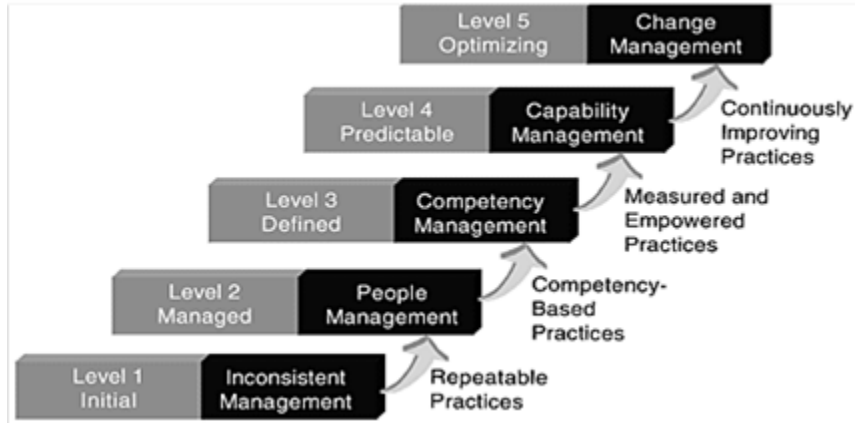 Level 5
Optimizing
Change
Management
Level 4
Predictable
Capability
Management
Continuously
Improving
Practices
Level 3
Defined
Competency
Management
Measured and
Empowered
Practices
Level 2
Managed
People
Management
Competency-
Based
Practices
Level 1
Initial
Inconsistent
Management
Repeatable
Practices